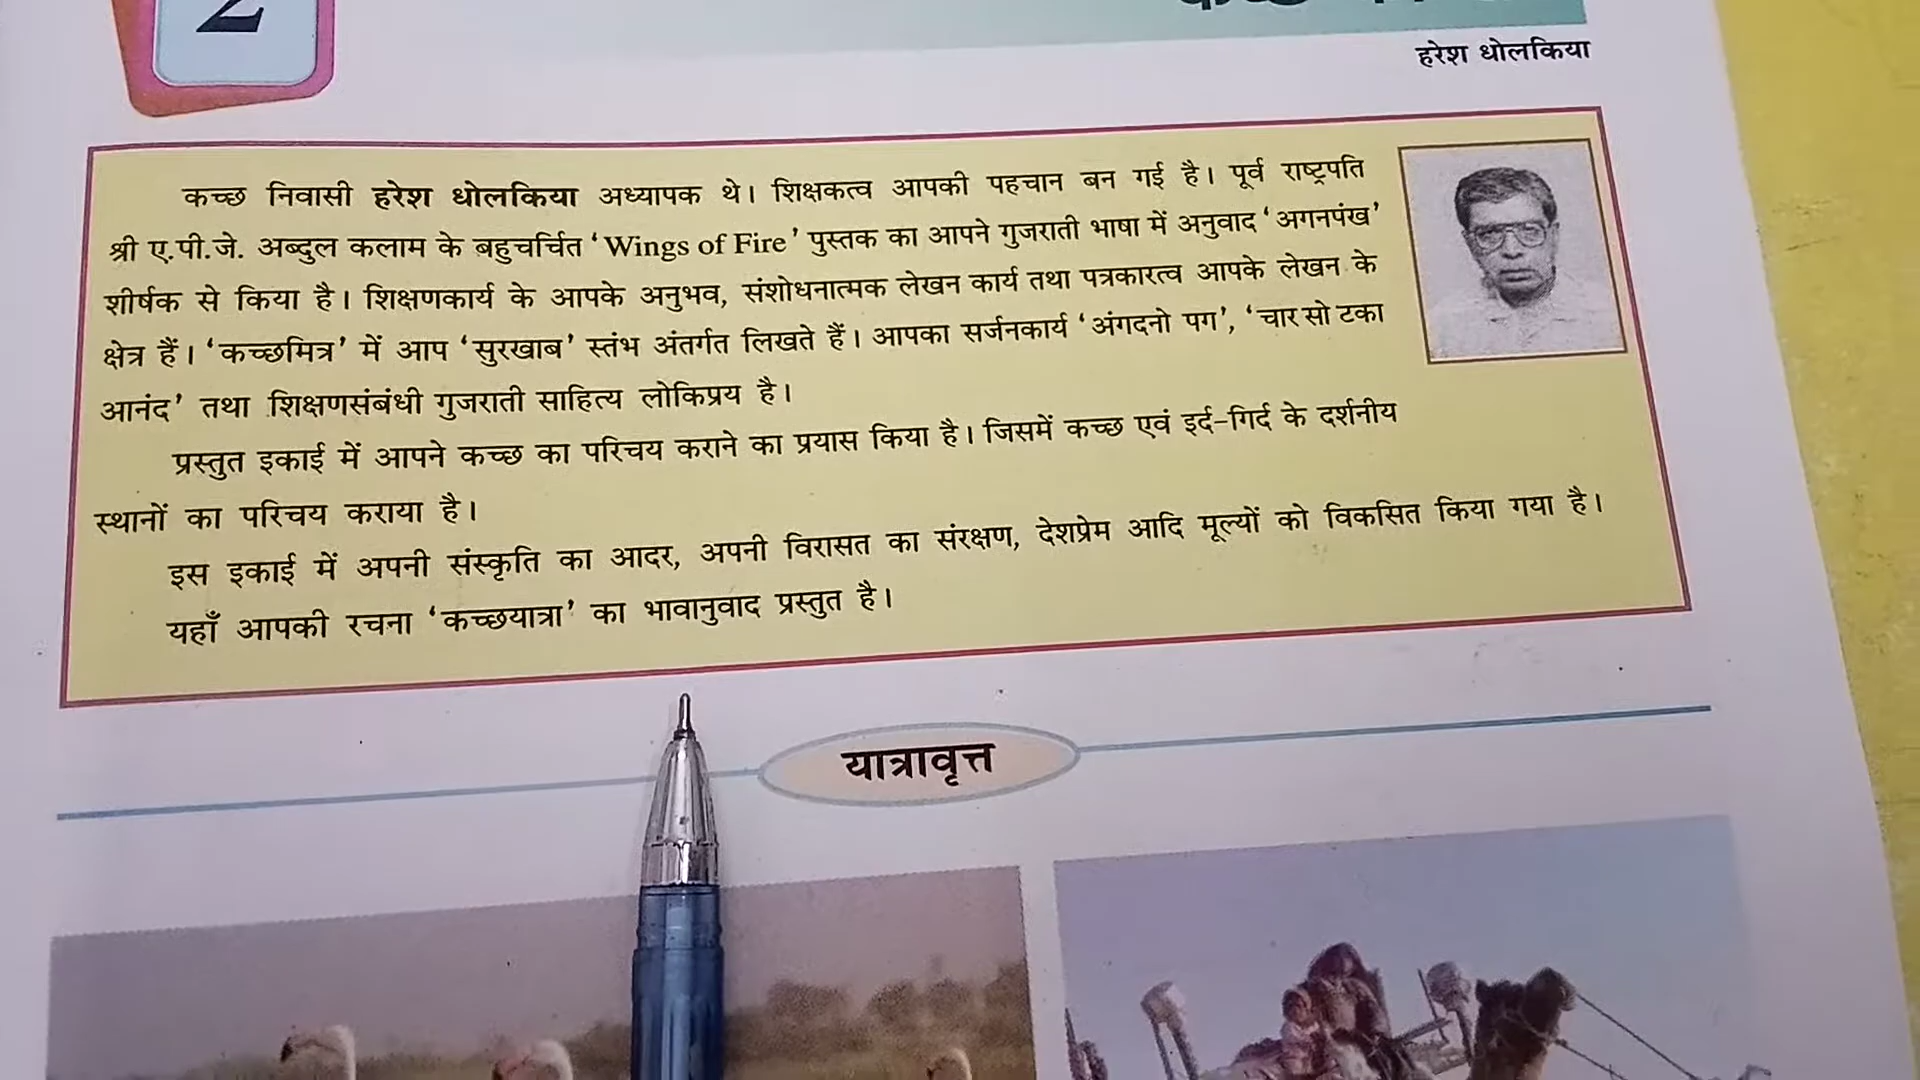 2
हरेश धोलकिया
कच्छ निवासी हरेश धोलकिया अध्यापक थे। शिक्षकत्व आपकी पहचान बन गई है। पूर्व राष्ट्रपति
श्री ए.पी.जे. अब्दुल कलाम के बहुचर्चित ‘Wings of Fire’ पुस्तक का आपने गुजराती भाषा में अनुवाद ‘अगनपंख’
शीर्षक से किया है। शिक्षणकार्य के आपके अनुभव, संशोधनात्मक लेखन कार्य तथा पत्रकारत्व आपके लेखन के
क्षेत्र हैं। ‘कच्छमित्र’ में आप ‘सुरखाब’ स्तंभ अंतर्गत लिखते हैं। आपका सर्जनकार्य ‘अंगदनो पग’, ‘चार सो टका
आनंद’ तथा शिक्षणसंबंधी गुजराती साहित्य लोकप्रिय है।
प्रस्तुत इकाई में आपने कच्छ का परिचय कराने का प्रयास किया है। जिसमें कच्छ एवं इर्द-गिर्द के दर्शनीय
स्थानों का परिचय कराया है।
इस इकाई में अपनी संस्कृति का आदर, अपनी विरासत का संरक्षण, देशप्रेम आदि मूल्यों को विकसित किया गया है।
यहाँ आपकी रचना ‘कच्छयात्रा’ का भावानुवाद प्रस्तुत है।
यात्रावृत्त